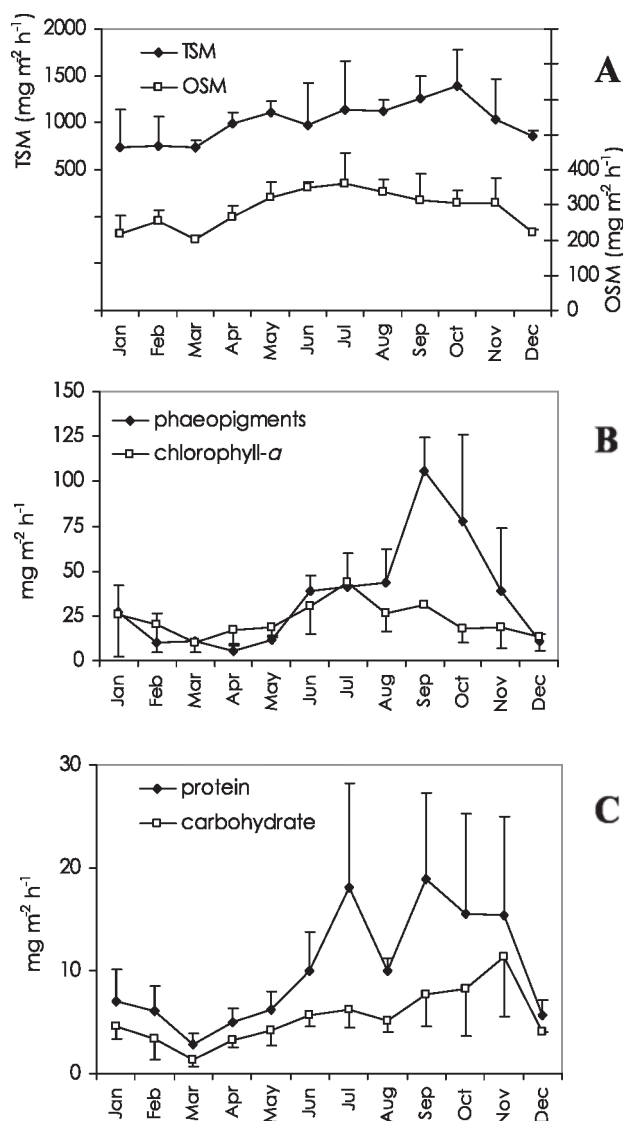 2000
1500
1000
500
TSM (mg m⁻² h⁻¹)
TSM
OSM
A
400
300
200
100
0
OSM (mg m⁻² h⁻¹)
Jan Feb Mar Apr May Jun Jul Aug Sep Oct Nov Dec
150
125
100
75
50
25
0
mg m⁻² h⁻¹
phaeopigments
chlorophyll-a
B
Jan Feb Mar Apr May Jun Jul Aug Sep Oct Nov Dec
30
20
10
0
mg m⁻² h⁻¹
protein
carbohydrate
C
Jan Feb Mar Apr May Jun Jul Aug Sep Oct Nov Dec